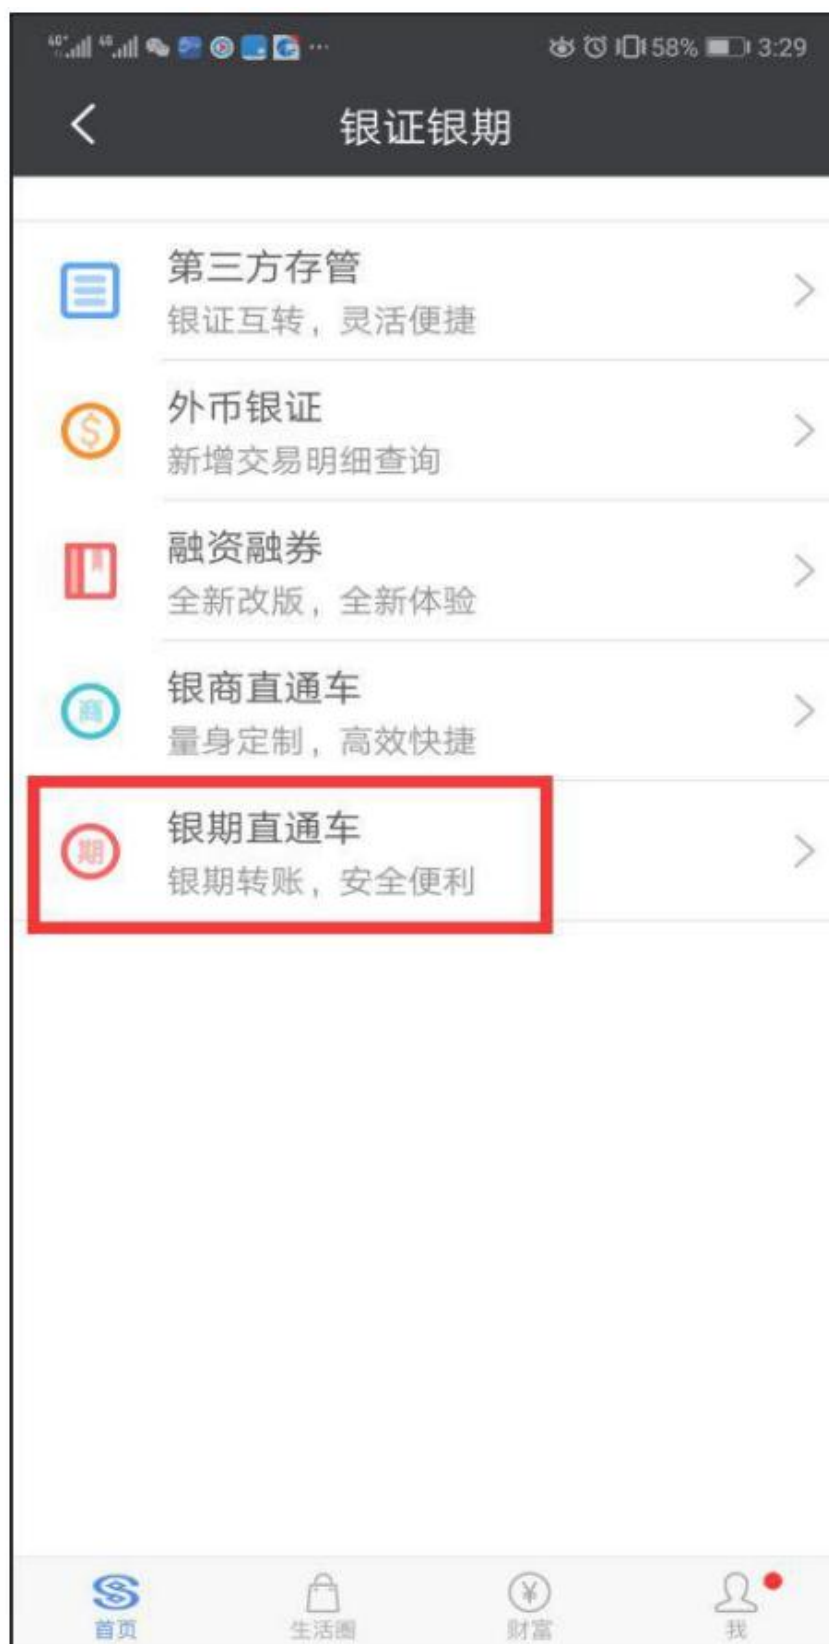 58% 3:29
银证银期
第三方存管
银证互转，灵活便捷
外币银证
新增交易明细查询
融资融券
全新改版，全新体验
商
银商直通车
量身定制，高效快捷
期
银期直通车
银期转账，安全便利
首页 生活圈 财富 我